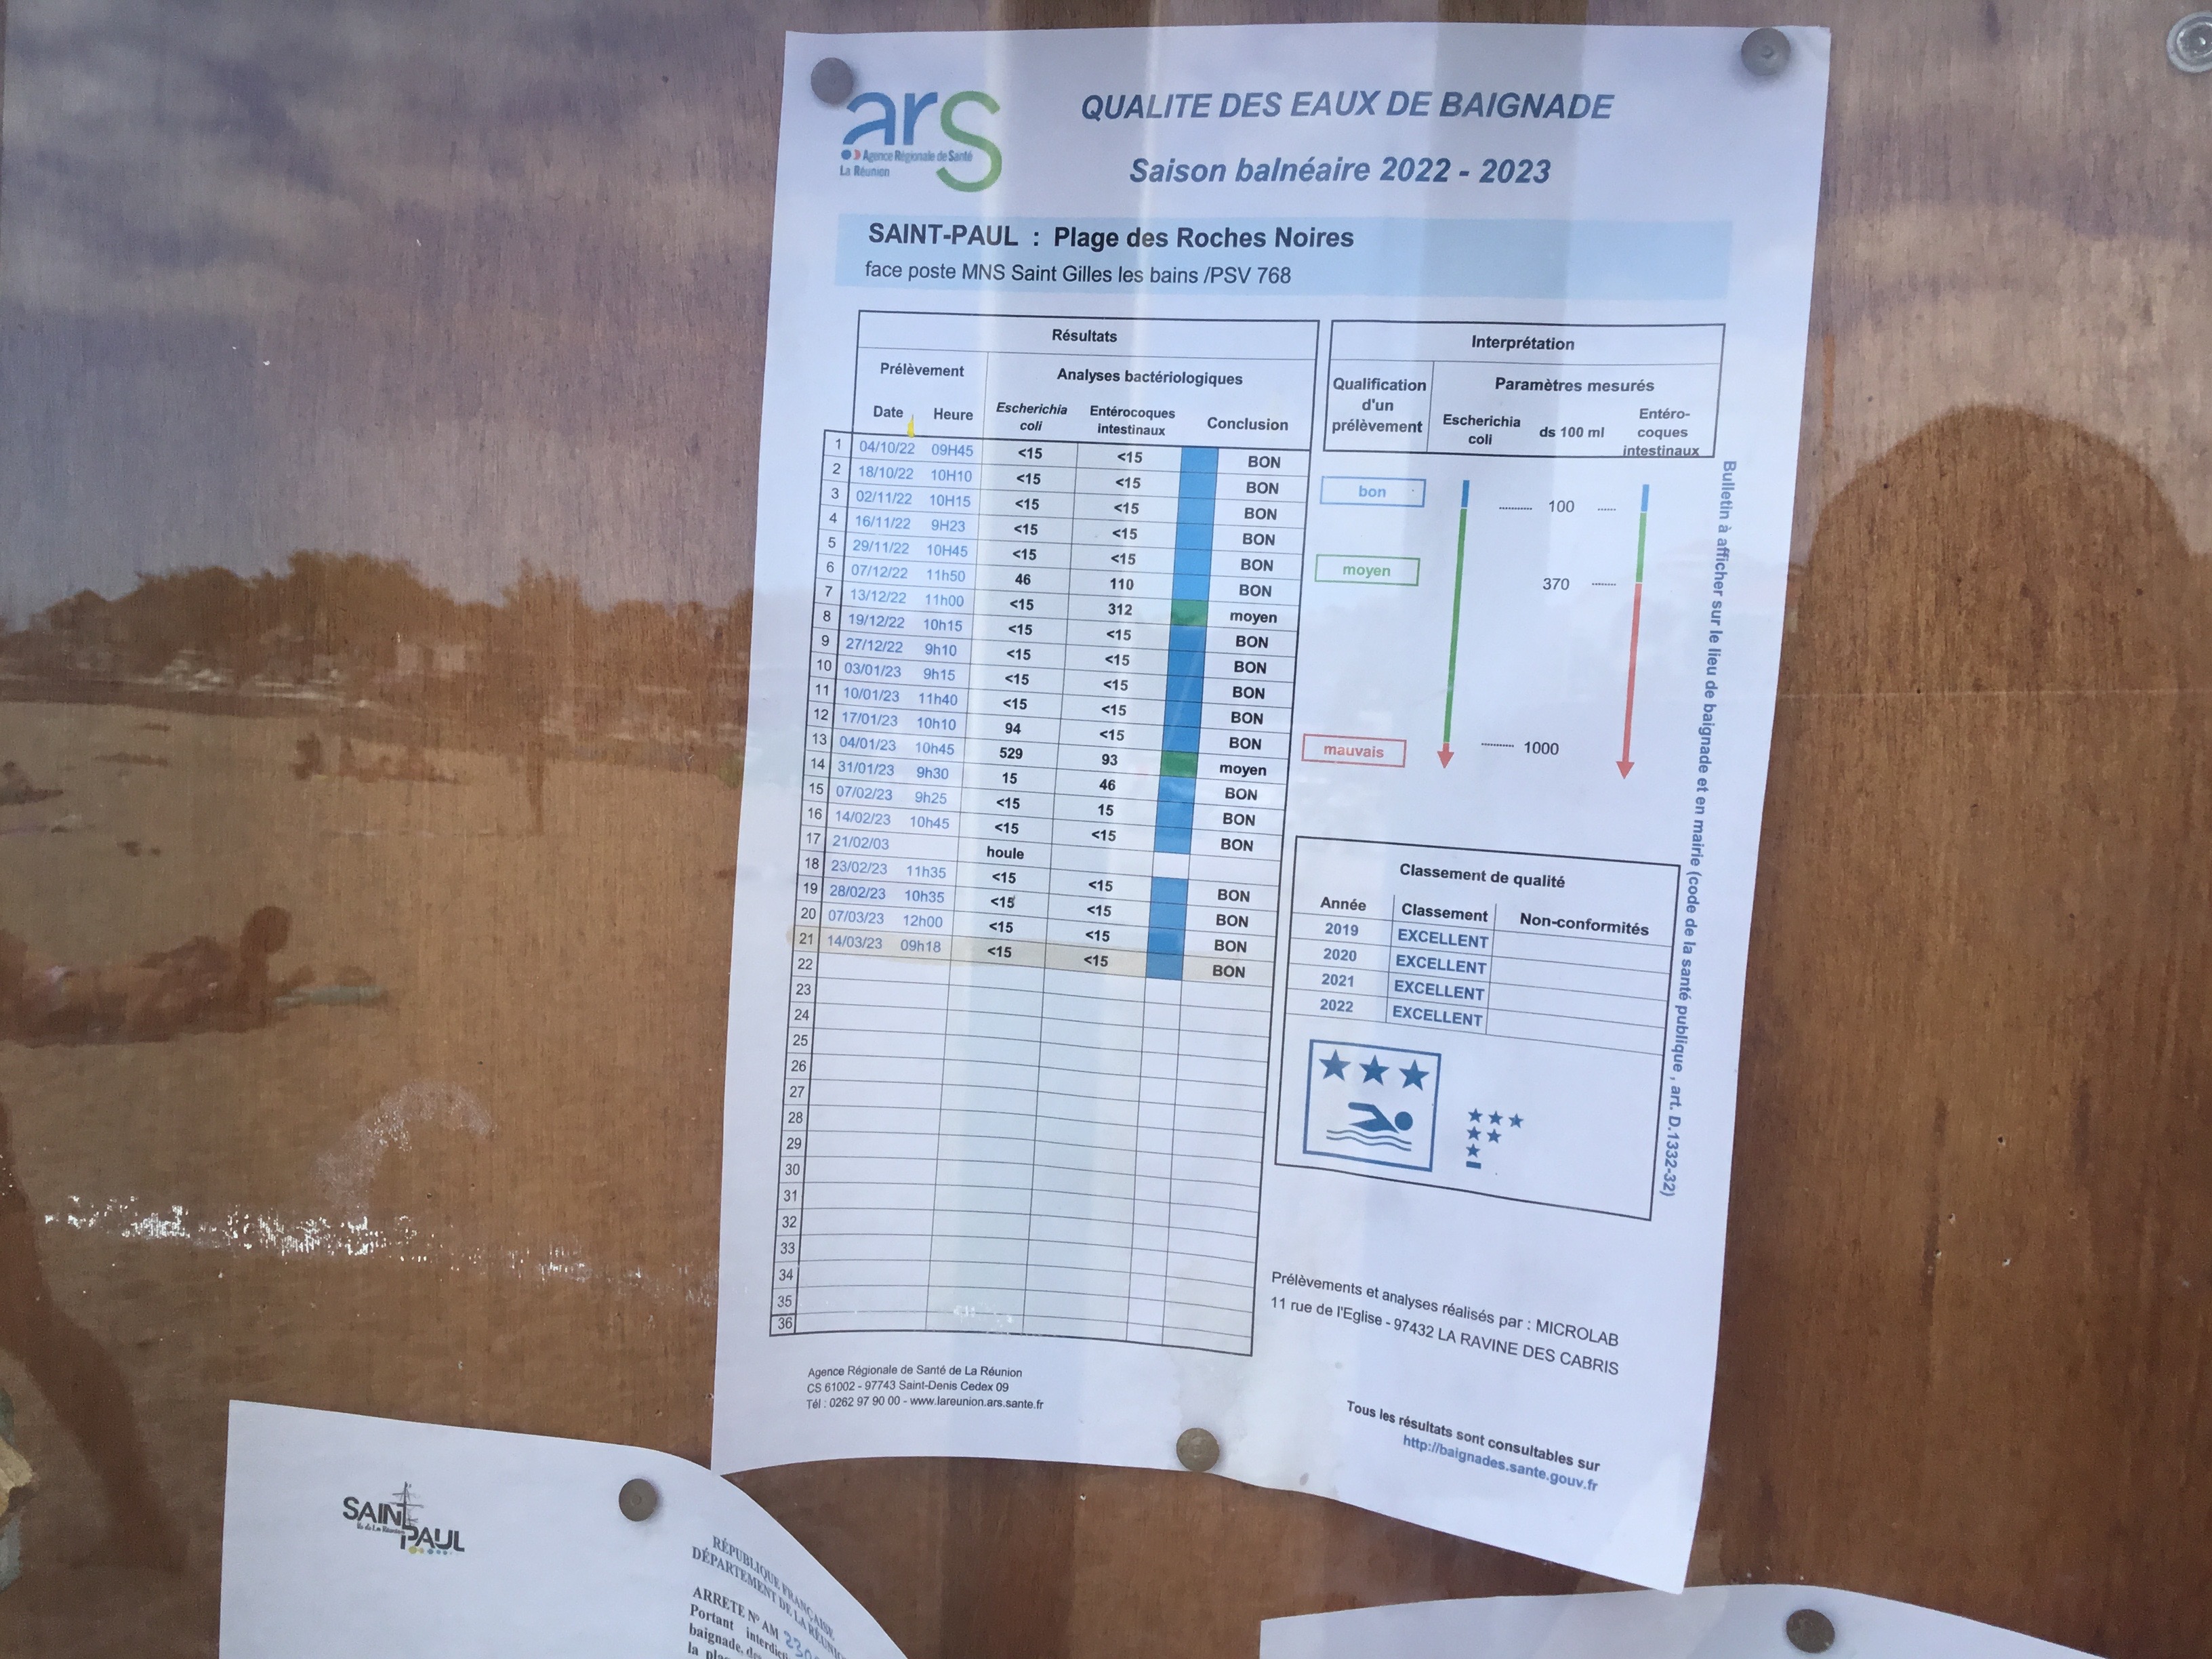 ars
Agence Régionale de Santé
La Réunion
QUALITE DES EAUX DE BAIGNADE
Saison balnéaire 2022 - 2023
SAINT-PAUL : Plage des Roches Noires
face poste MNS Saint Gilles les bains /PSV 768
Résultats
Prélèvement Analyses bactériologiques
Date Heure Escherichia coli Entérocoques intestinaux Conclusion
1 04/10/22 09H45 <15 <15 BON
2 18/10/22 10H10 <15 <15 BON
3 02/11/22 10H15 <15 <15 BON
4 16/11/22 9H23 <15 <15 BON
5 29/11/22 10H45 <15 <15 BON
6 07/12/22 11h50 46 110 BON
7 13/12/22 11h00 <15 312 moyen
8 19/12/22 10h15 <15 <15 BON
9 27/12/22 9h10 <15 <15 BON
10 03/01/23 9h15 <15 <15 BON
11 10/01/23 11h40 <15 <15 BON
12 17/01/23 10h10 94 <15 BON
13 04/01/23 10h45 529 93 moyen
14 31/01/23 9h30 15 46 BON
15 07/02/23 9h25 <15 15 BON
16 14/02/23 10h45 <15 <15 BON
17 21/02/03 houle
18 23/02/23 11h35 <15 <15 BON
19 28/02/23 10h35 <15 <15 BON
20 07/03/23 12h00 <15 <15 BON
21 14/03/23 09h18 <15 <15 BON
22
23
24
25
26
27
28
29
30
31
32
33
34
35
36
Interprétation
Qualification d'un prélèvement
Paramètres mesurés
Escherichia coli ds 100 ml Entéro-coques intestinaux
bon
100
moyen
370
mauvais
1000
Classement de qualité
Année Classement Non-conformités
2019 EXCELLENT
2020 EXCELLENT
2021 EXCELLENT
2022 EXCELLENT
Bulletin à afficher sur le lieu de baignade et en mairie (code de la santé publique , art. D.1332-32)
Prélèvements et analyses réalisés par : MICROLAB
11 rue de l'Eglise - 97432 LA RAVINE DES CABRIS
Agence Régionale de Santé de La Réunion
CS 61002 - 97743 Saint-Denis Cedex 09
Tél : 0262 97 90 00 - www.lareunion.ars.sante.fr
Tous les résultats sont consultables sur
http://baignades.sante.gouv.fr
SAINT
PAUL
RÉPUBLIQUE FRANÇAISE
DÉPARTEMENT DE LA
ARRETE N° AM
Portant
baignade,
la